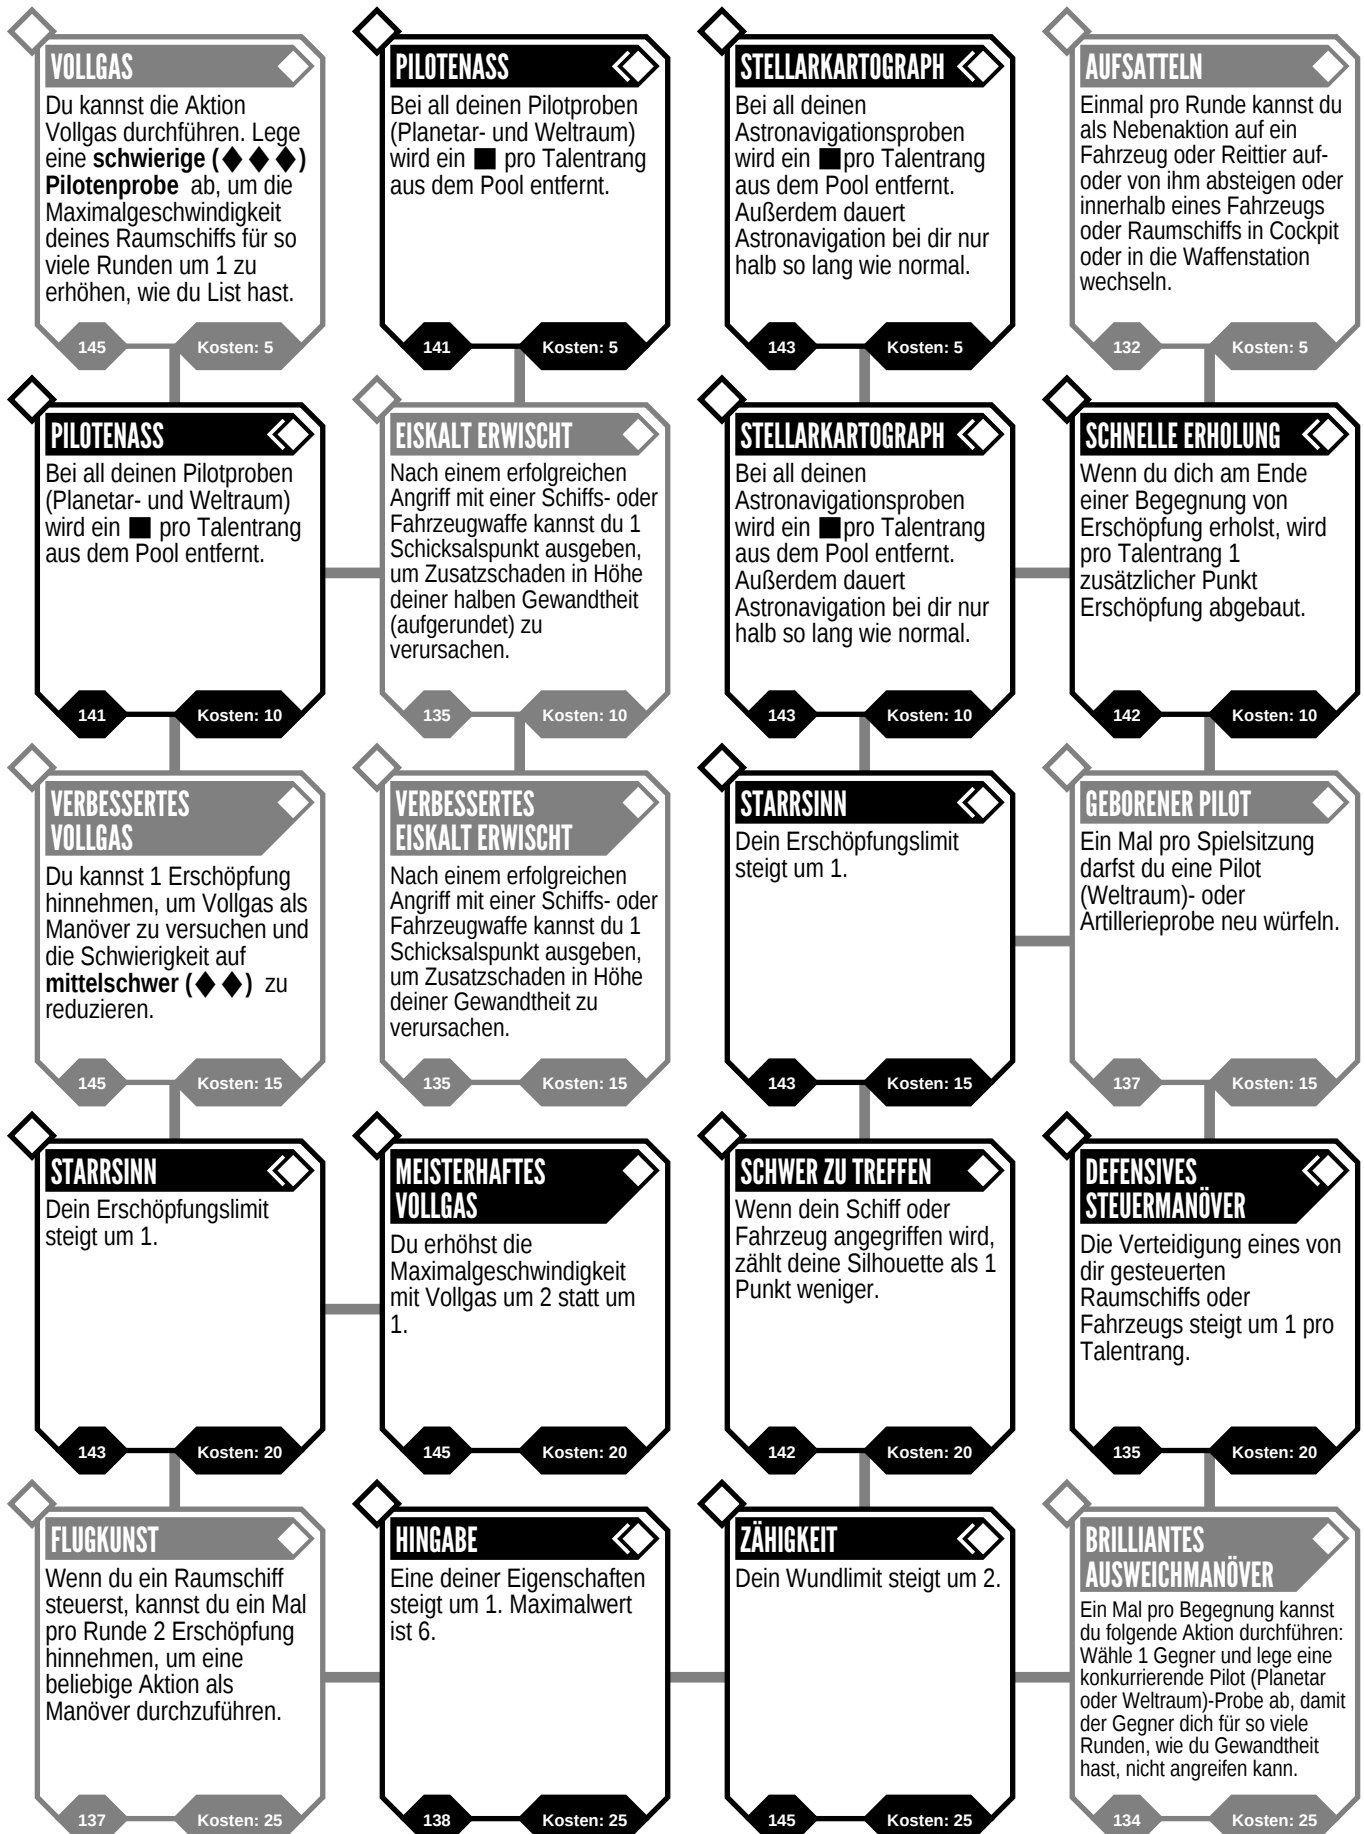 VOLLGAS
Du kannst die Aktion
Vollgas durchführen. Lege
eine schwierige (♦ ♦ ♦)
Pilotenprobe ab, um die
Maximalgeschwindigkeit
deines Raumschiffs für so
viele Runden um 1 zu
erhöhen, wie du List hast.
145
Kosten: 5
PILOTENASS
Bei all deinen Pilotproben
(Planetar- und Weltraum)
wird ein ■ pro Talentrang
aus dem Pool entfernt.
141
Kosten: 5
STELLARKARTOGRAPH
Bei all deinen
Astronavigationsproben
wird ein ■pro Talentrang
aus dem Pool entfernt.
Außerdem dauert
Astronavigation bei dir nur
halb so lang wie normal.
143
Kosten: 5
AUFSATTELN
Einmal pro Runde kannst du
als Nebenaktion auf ein
Fahrzeug oder Reittier auf-
oder von ihm absteigen oder
innerhalb eines Fahrzeugs
oder Raumschiffs in Cockpit
oder in die Waffenstation
wechseln.
132
Kosten: 5
PILOTENASS
Bei all deinen Pilotproben
(Planetar- und Weltraum)
wird ein ■ pro Talentrang
aus dem Pool entfernt.
141
Kosten: 10
EISKALT ERWISCHT
Nach einem erfolgreichen
Angriff mit einer Schiffs- oder
Fahrzeugwaffe kannst du 1
Schicksalspunkt ausgeben,
um Zusatzschaden in Höhe
deiner halben Gewandtheit
(aufgerundet) zu
verursachen.
135
Kosten: 10
STELLARKARTOGRAPH
Bei all deinen
Astronavigationsproben
wird ein ■pro Talentrang
aus dem Pool entfernt.
Außerdem dauert
Astronavigation bei dir nur
halb so lang wie normal.
143
Kosten: 10
SCHNELLE ERHOLUNG
Wenn du dich am Ende
einer Begegnung von
Erschöpfung erholst, wird
pro Talentrang 1
zusätzlicher Punkt
Erschöpfung abgebaut.
142
Kosten: 10
VERBESSERTES
VOLLGAS
Du kannst 1 Erschöpfung
hinnehmen, um Vollgas als
Manöver zu versuchen und
die Schwierigkeit auf
mittelschwer (♦ ♦) zu
reduzieren.
145
Kosten: 15
VERBESSERTES
EISKALT ERWISCHT
Nach einem erfolgreichen
Angriff mit einer Schiffs- oder
Fahrzeugwaffe kannst du 1
Schicksalspunkt ausgeben,
um Zusatzschaden in Höhe
deiner Gewandtheit zu
verursachen.
135
Kosten: 15
STARRSINN
Dein Erschöpfungslimit
steigt um 1.
143
Kosten: 15
GEBORENER PILOT
Ein Mal pro Spielsitzung
darfst du eine Pilot
(Weltraum)- oder
Artillerieprobe neu würfeln.
137
Kosten: 15
STARRSINN
Dein Erschöpfungslimit
steigt um 1.
143
Kosten: 20
MEISTERHAFTES
VOLLGAS
Du erhöhst die
Maximalgeschwindigkeit
mit Vollgas um 2 statt um
1.
145
Kosten: 20
SCHWER ZU TREFFEN
Wenn dein Schiff oder
Fahrzeug angegriffen wird,
zählt deine Silhouette als 1
Punkt weniger.
142
Kosten: 20
DEFENSIVES
STEUERMANÖVER
Die Verteidigung eines von
dir gesteuerten
Raumschiffs oder
Fahrzeugs steigt um 1 pro
Talentrang.
135
Kosten: 20
FLUGKUNST
Wenn du ein Raumschiff
steuerst, kannst du ein Mal
pro Runde 2 Erschöpfung
hinnehmen, um eine
beliebige Aktion als
Manöver durchzuführen.
137
Kosten: 25
HINGABE
Eine deiner Eigenschaften
steigt um 1. Maximalwert
ist 6.
138
Kosten: 25
ZÄHIGKEIT
Dein Wundlimit steigt um 2.
145
Kosten: 25
BRILLIANTES
AUSWEICHMANÖVER
Ein Mal pro Begegnung kannst
du folgende Aktion durchführen:
Wähle 1 Gegner und lege eine
konkurrierende Pilot (Planetar
oder Weltraum)-Probe ab, damit
der Gegner dich für so viele
Runden, wie du Gewandtheit
hast, nicht angreifen kann.
134
Kosten: 25